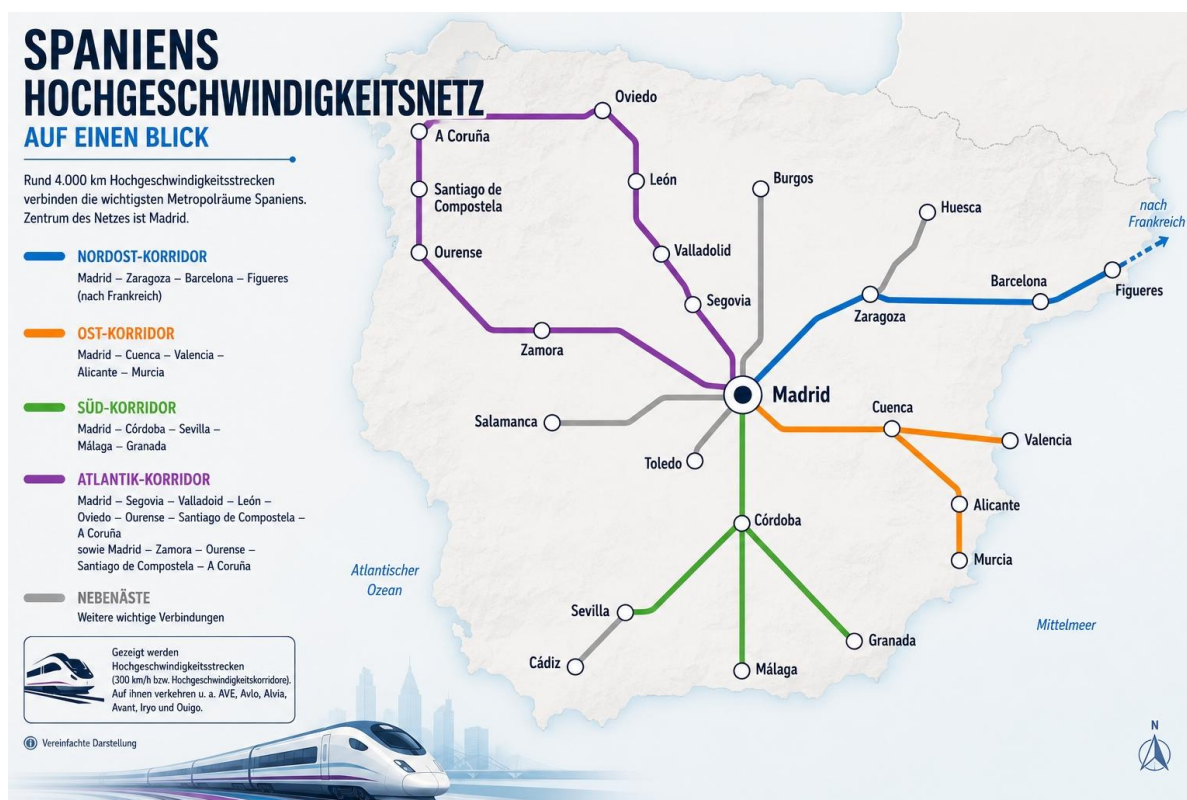 SPANIENS
HOCHGESCHWINDIGKEITSNETZ
AUF EINEN BLICK
Rund 4.000 km Hochgeschwindigkeitsstrecken
verbinden die wichtigsten Metropolräume Spaniens.
Zentrum des Netzes ist Madrid.
NORDOST-KORRIDOR
Madrid – Zaragoza – Barcelona – Figueres
(nach Frankreich)
OST-KORRIDOR
Madrid – Cuenca – Valencia –
Alicante – Murcia
SÜD-KORRIDOR
Madrid – Córdoba – Sevilla –
Málaga – Granada
ATLANTIK-KORRIDOR
Madrid – Segovia – Valladoid – León –
Oviedo – Ourense – Santiago de Compostela –
A Coruña
sowie Madrid – Zamora – Ourense –
Santiago de Compostela – A Coruña
NEBENÄSTE
Weitere wichtige Verbindungen
Gezeigt werden
Hochgeschwindigkeitsstrecken
(300 km/h bzw. Hochgeschwindigkeitskorridore).
Auf ihnen verkehren u. a. AVE, Avlo, Alvia,
Avant, Iryo und Ouigo.
Vereinfachte Darstellung
Oviedo
A Coruña
León
Burgos
Santiago de
Compostela
Huesca
nach
Frankreich
Ourense
Valladolid
Barcelona
Figueres
Segovia
Zaragoza
Zamora
Madrid
Salamanca
Cuenca
Valencia
Toledo
Alicante
Córdoba
Murcia
Atlantischer
Ozean
Sevilla
Mittelmeer
Granada
Cádiz
Málaga
N